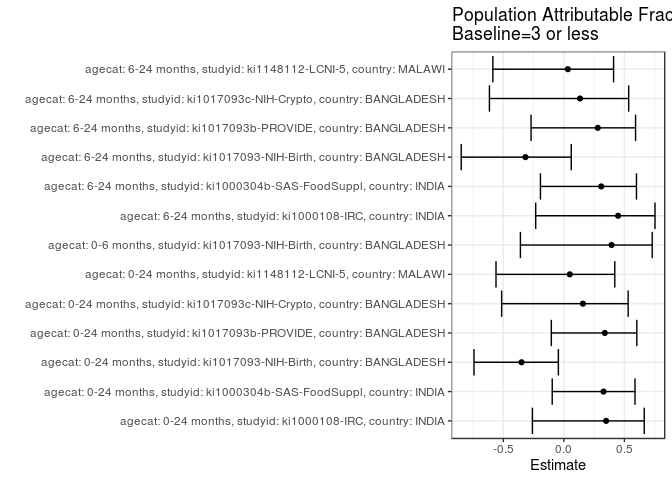 Population Attributable Frac
Baseline=3 or less
agecat: 6-24 months, studyid: ki1148112-LCNI-5, country: MALAWI
agecat: 6-24 months, studyid: ki1017093c-NIH-Crypto, country: BANGLADESH
agecat: 6-24 months, studyid: ki1017093b-PROVIDE, country: BANGLADESH
agecat: 6-24 months, studyid: ki1017093-NIH-Birth, country: BANGLADESH
agecat: 6-24 months, studyid: ki1000304b-SAS-FoodSuppl, country: INDIA
agecat: 6-24 months, studyid: ki1000108-IRC, country: INDIA
agecat: 0-6 months, studyid: ki1017093-NIH-Birth, country: BANGLADESH
agecat: 0-24 months, studyid: ki1148112-LCNI-5, country: MALAWI
agecat: 0-24 months, studyid: ki1017093c-NIH-Crypto, country: BANGLADESH
agecat: 0-24 months, studyid: ki1017093b-PROVIDE, country: BANGLADESH
agecat: 0-24 months, studyid: ki1017093-NIH-Birth, country: BANGLADESH
agecat: 0-24 months, studyid: ki1000304b-SAS-FoodSuppl, country: INDIA
agecat: 0-24 months, studyid: ki1000108-IRC, country: INDIA
-0.5 0.0 0.5
Estimate